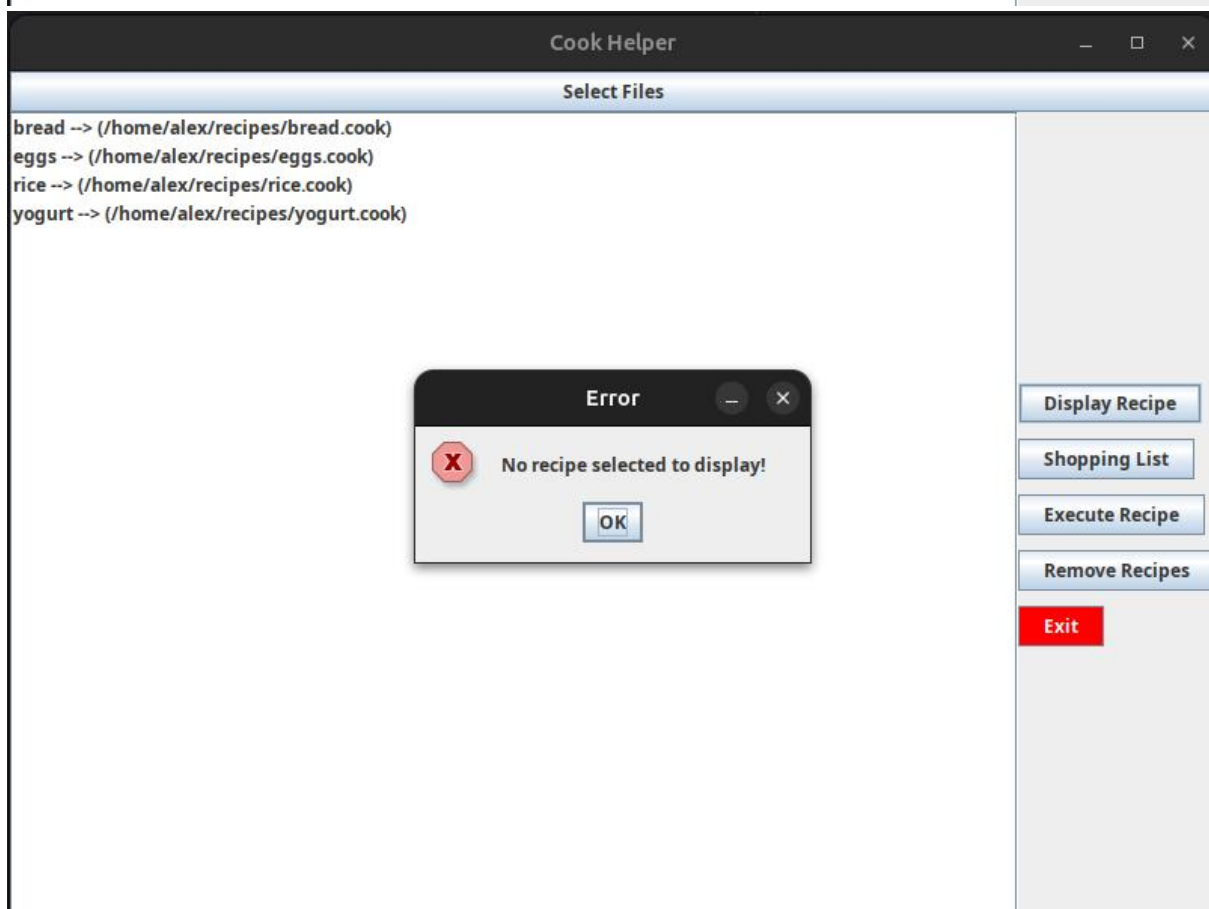 Cook Helper
Select Files
bread --> (/home/alex/recipes/bread.cook)
eggs --> (/home/alex/recipes/eggs.cook)
rice --> (/home/alex/recipes/rice.cook)
yogurt --> (/home/alex/recipes/yogurt.cook)
Error
X
No recipe selected to display!
OK
Display Recipe
Shopping List
Execute Recipe
Remove Recipes
Exit